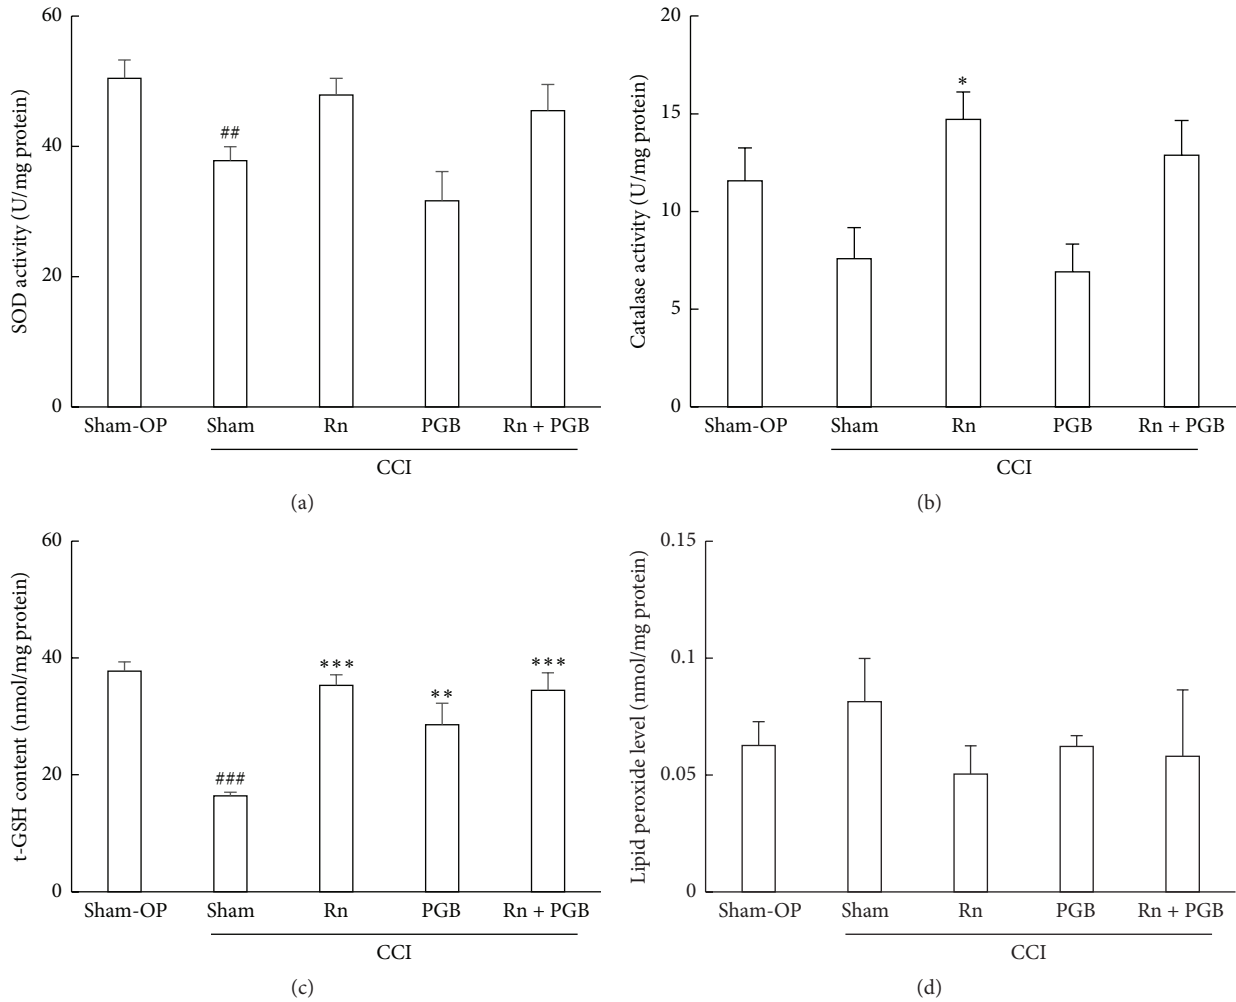 SOD activity (U/mg protein)
60
40
20
0
##
Sham-OP Sham Rn PGB Rn + PGB
CCI
(a)
Catalase activity (U/mg protein)
20
15
10
5
0
*
Sham-OP Sham Rn PGB Rn + PGB
CCI
(b)
t-GSH content (nmol/mg protein)
60
40
20
0
###
***
**
***
Sham-OP Sham Rn PGB Rn + PGB
CCI
(c)
Lipid peroxide level (nmol/mg protein)
0.15
0.1
0.05
0
Sham-OP Sham Rn PGB Rn + PGB
CCI
(d)